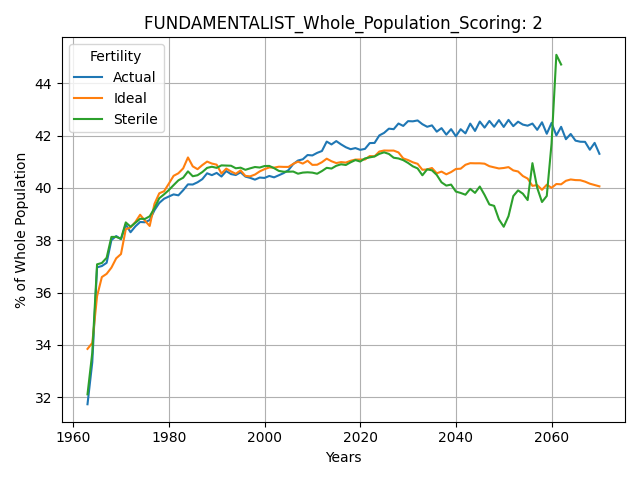 FUNDAMENTALIST_Whole_Population_Scoring: 2
Fertility
Actual
Ideal
Sterile
% of Whole Population
44
42
40
38
36
34
32
1960
1980
2000
2020
2040
2060
Years